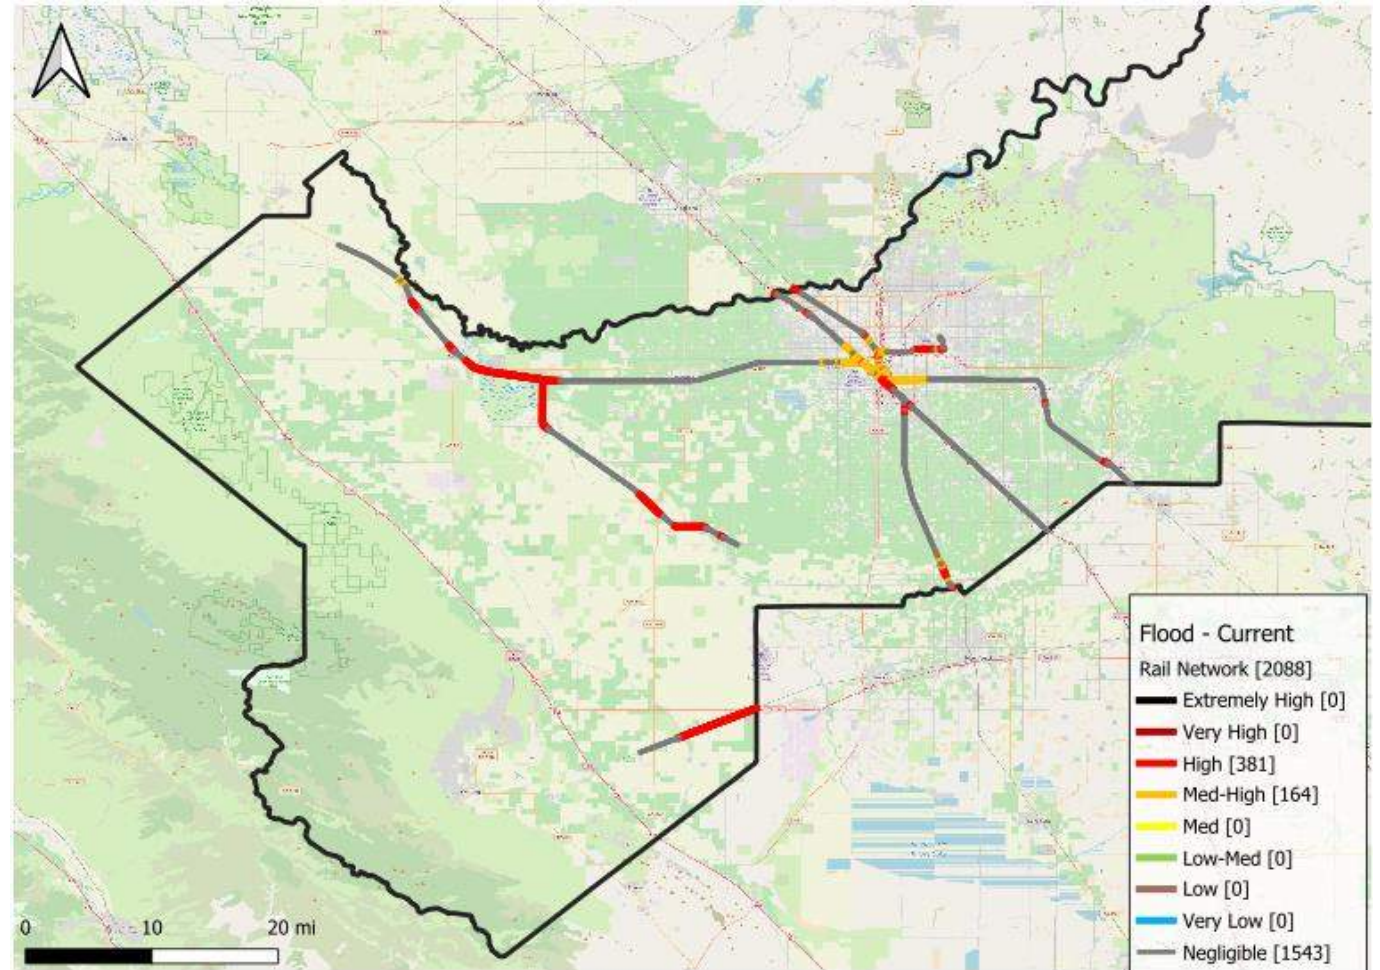 Flood - Current
Rail Network [2088]
Extremely High [0]
Very High [0]
High [381]
Med-High [164]
Med [0]
Low-Med [0]
Low [0]
Very Low [0]
Negligible [1543]
0 10 20 mi